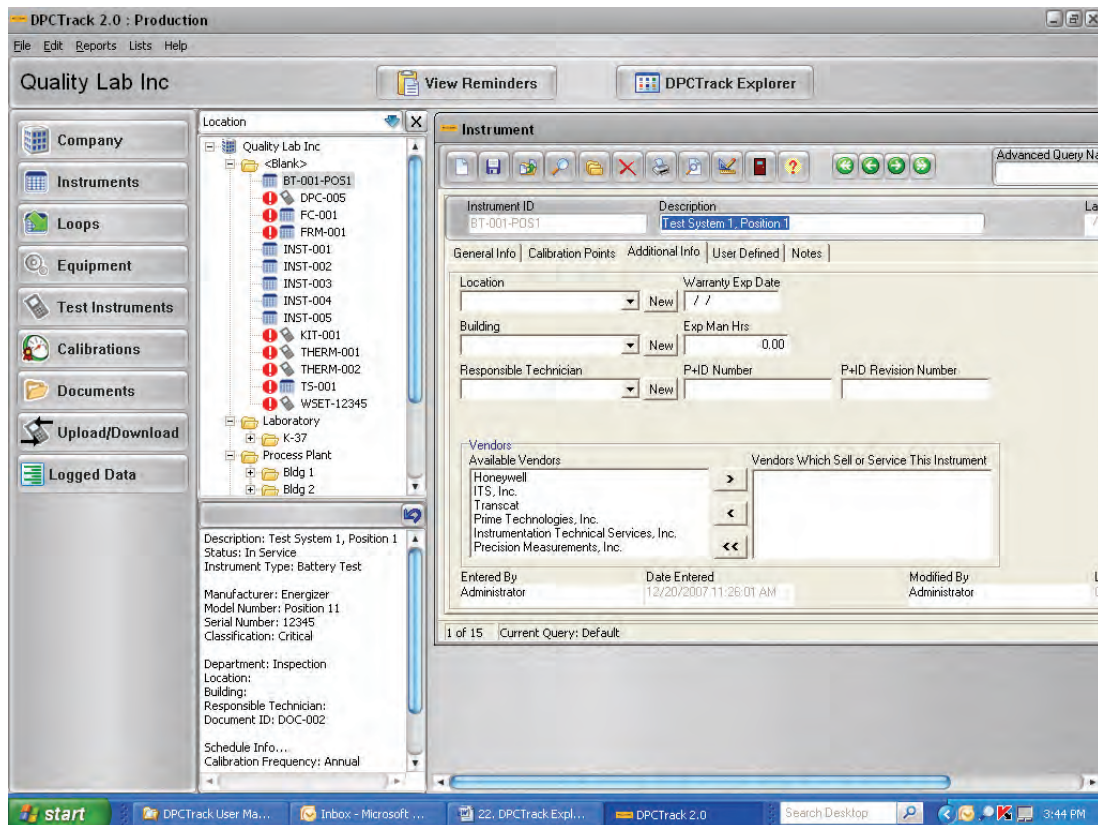 DPCTrack 2.0 : Production
File Edit Reports Lists Help
Quality Lab Inc
View Reminders
DPCTrack Explorer
Company
Instruments
Loops
Equipment
Test Instruments
Calibrations
Documents
Upload/Download
Logged Data
Location
Quality Lab Inc
<Blank>
BT-001-POS1
DPC-005
FC-001
FRM-001
INST-001
INST-002
INST-003
INST-004
INST-005
KIT-001
THERM-001
THERM-002
TS-001
WSET-12345
Laboratory
K-37
Process Plant
Bldg 1
Bldg 2
Description: Test System 1, Position 1
Status: In Service
Instrument Type: Battery Test
Manufacturer: Energizer
Model Number: Position 11
Serial Number: 12345
Classification: Critical
Department: Inspection
Location:
Building:
Responsible Technician:
Document ID: DOC-002
Schedule Info...
Calibration Frequency: Annual
Instrument
Advanced Query Na
Instrument ID Description La
BT-001-POS1 Test System 1, Position 1 /
General Info Calibration Points Additional Info User Defined Notes
Location Warranty Exp Date
New / /
Building Exp Man Hrs
New 0.00
Responsible Technician P+ID Number P+ID Revision Number
New
Vendors
Available Vendors Vendors Which Sell or Service This Instrument
Honeywell
ITS, Inc.
Transcat
Prime Technologies, Inc.
Instrumentation Technical Services, Inc.
Precision Measurements, Inc.
>
<
<<
Entered By Date Entered Modified By L
Administrator 12/20/2007 11:26:01 AM Administrator
1 of 15 Current Query: Default
start DPCTrack User Ma... Inbox - Microsoft ... 22. DPCTrack Expl... DPCTrack 2.0 Search Desktop 3:44 PM